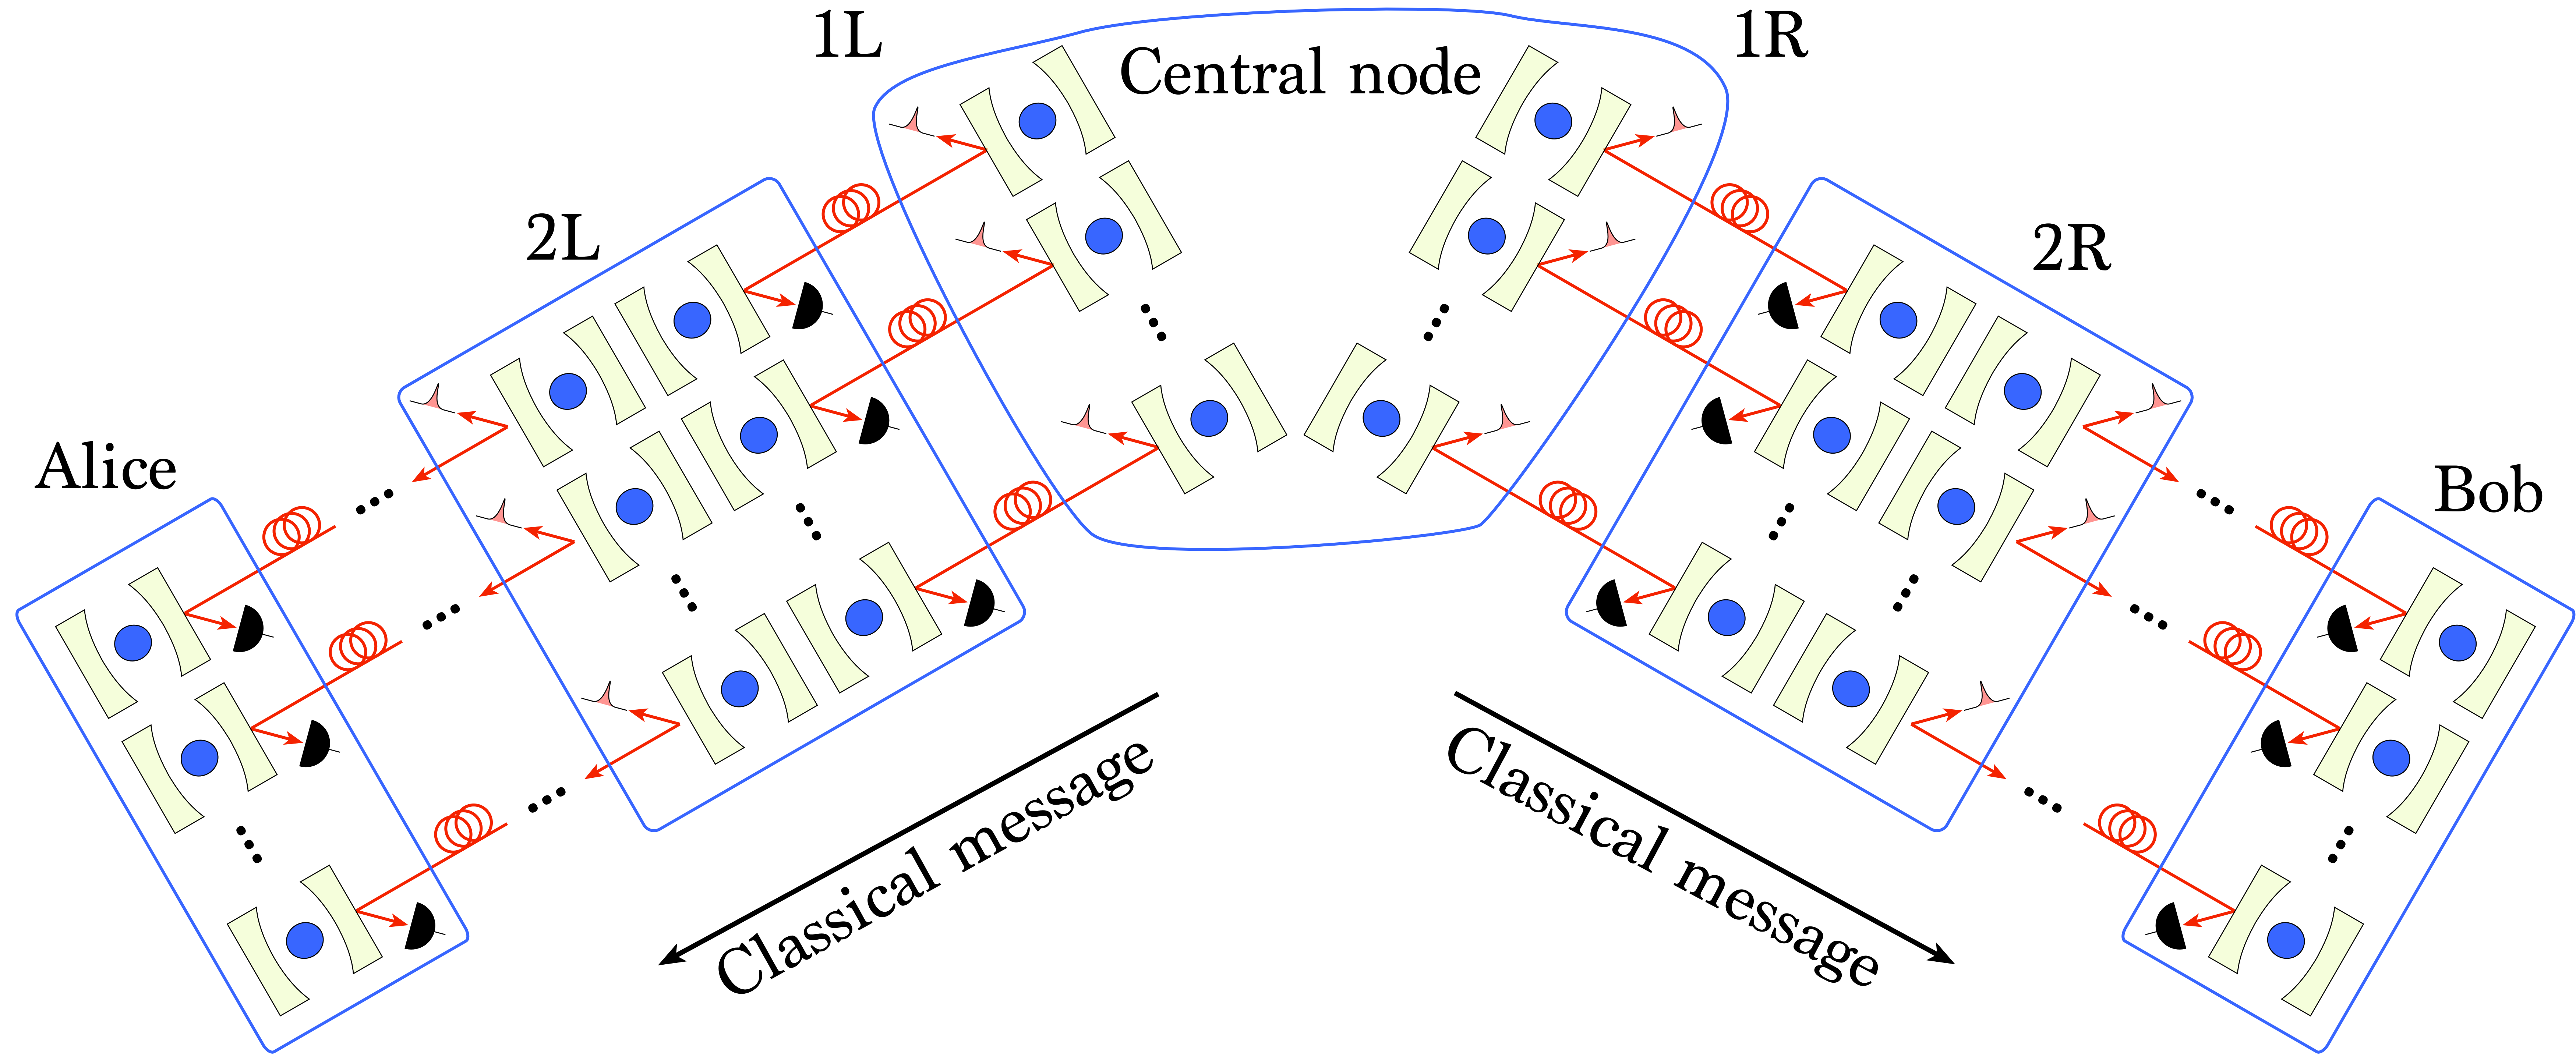 1L
Central node
1R
2L
2R
Alice
Bob
Classical message
Classical message